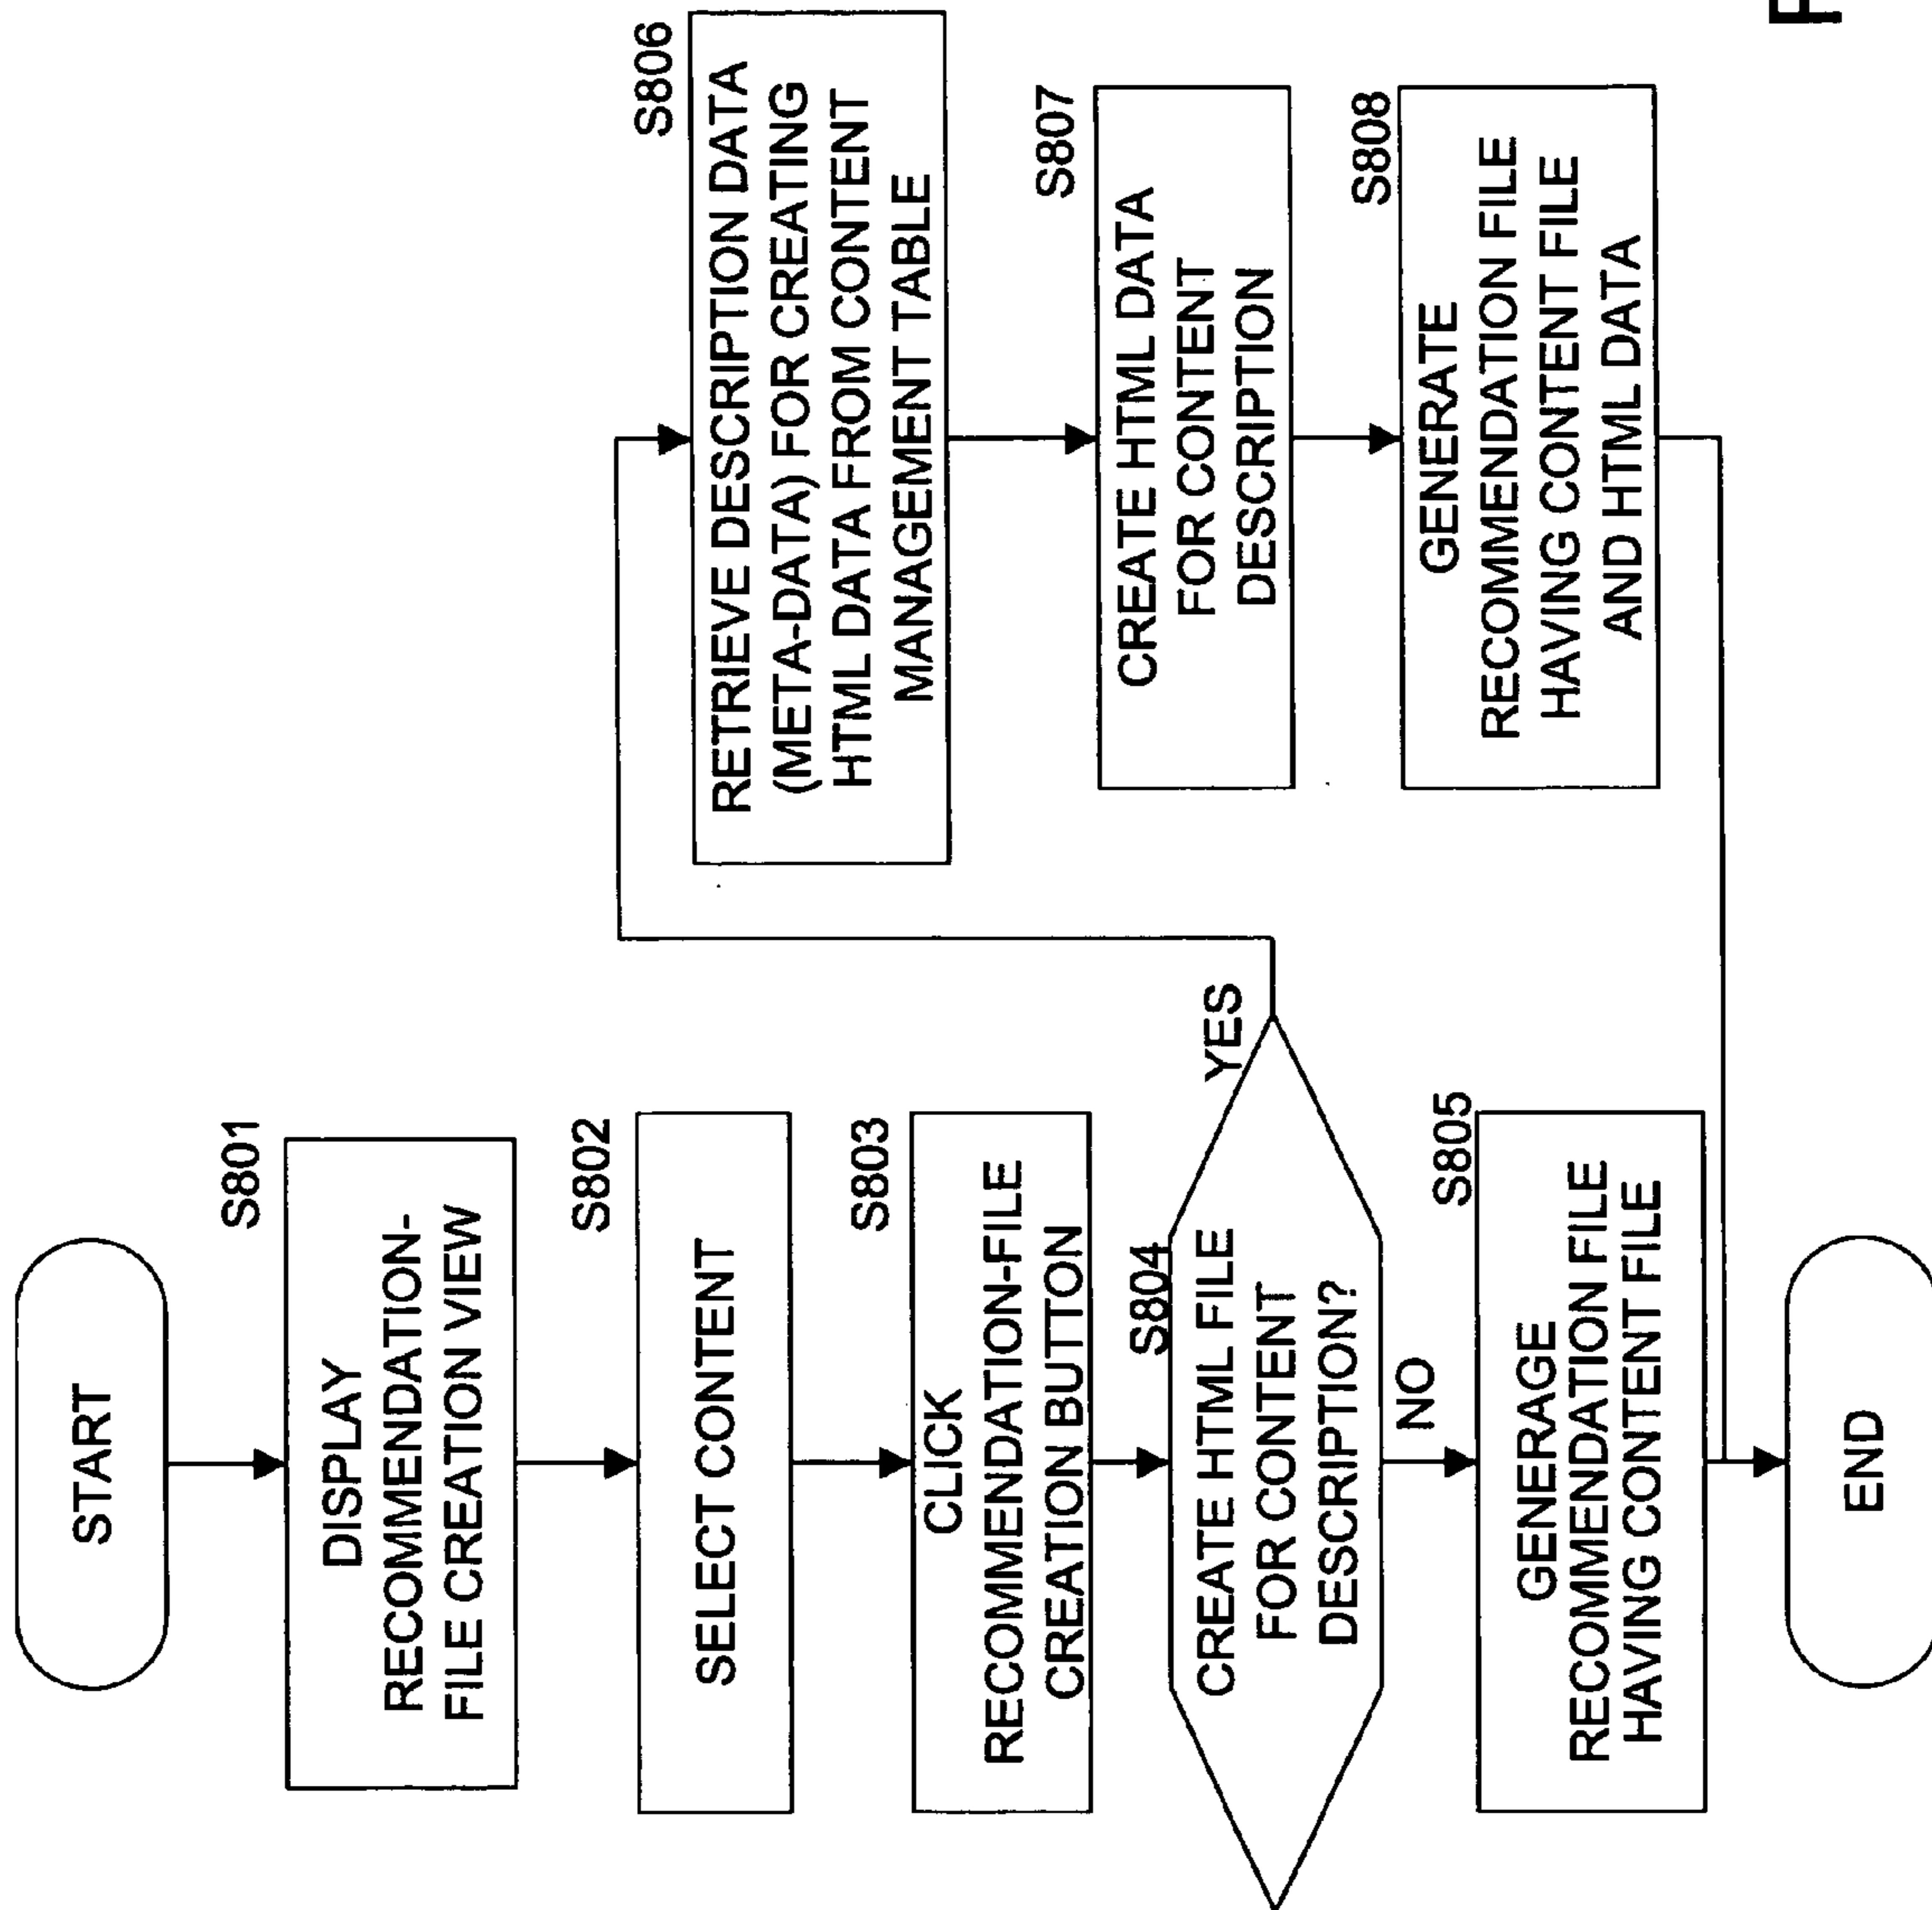 START
S801
DISPLAY
RECOMMENDATION-
FILE CREATION VIEW
S802
SELECT CONTENT
S803
CLICK
RECOMMENDATION-FILE
CREATION BUTTON
S804
CREATE HTML FILE
FOR CONTENT
DESCRIPTION?
YES
NO
S805
GENERAGE
RECOMMENDATION FILE
HAVING CONTENT FILE
END
S806
RETRIEVE DESCRIPTION DATA
(META-DATA) FOR CREATING
HTML DATA FROM CONTENT
MANAGEMENT TABLE
S807
CREATE HTML DATA
FOR CONTENT
DESCRIPTION
S808
GENERATE
RECOMMENDATION FILE
HAVING CONTENT FILE
AND HTML DATA